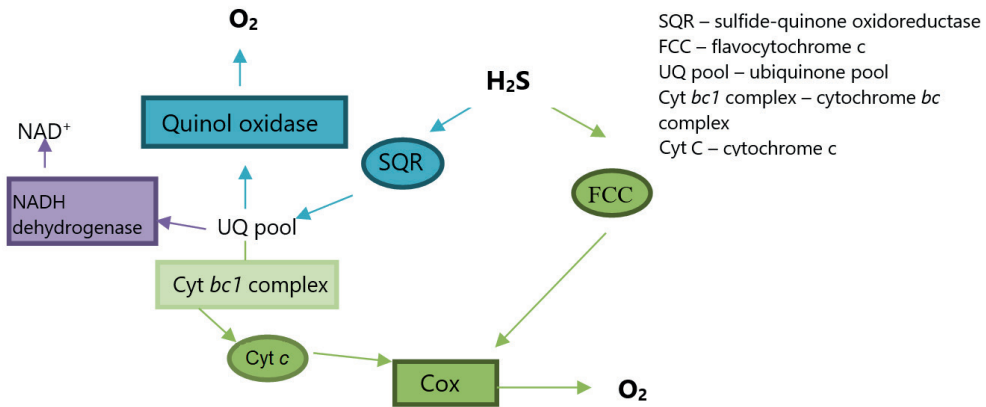 O₂
H₂S
Quinol oxidase
NAD⁺
SQR
FCC
NADH
dehydrogenase
UQ pool
Cyt bc1 complex
Cyt c
Cox
O₂
SQR – sulfide-quinone oxidoreductase
FCC – flavocytochrome c
UQ pool – ubiquinone pool
Cyt bc1 complex – cytochrome bc
complex
Cyt C – cytochrome c